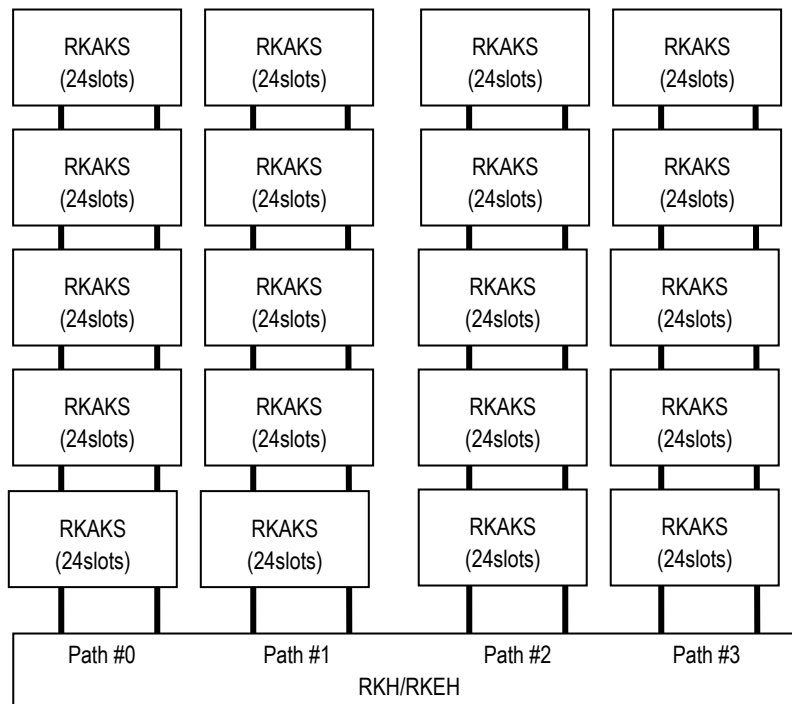 RKAKS
(24slots)
RKAKS
(24slots)
RKAKS
(24slots)
RKAKS
(24slots)
RKAKS
(24slots)
RKAKS
(24slots)
RKAKS
(24slots)
RKAKS
(24slots)
RKAKS
(24slots)
RKAKS
(24slots)
RKAKS
(24slots)
RKAKS
(24slots)
RKAKS
(24slots)
RKAKS
(24slots)
RKAKS
(24slots)
RKAKS
(24slots)
RKAKS
(24slots)
RKAKS
(24slots)
RKAKS
(24slots)
RKAKS
(24slots)
Path #0
Path #1
Path #2
Path #3
RKH/RKEH